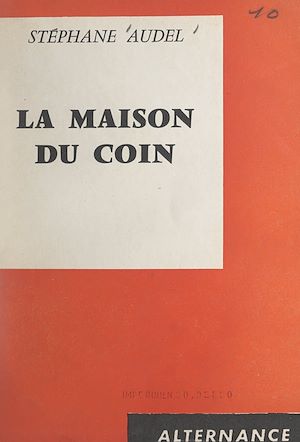 10
STÉPHANE AUDEL
LA MAISON
DU COIN
ALTERNANCE